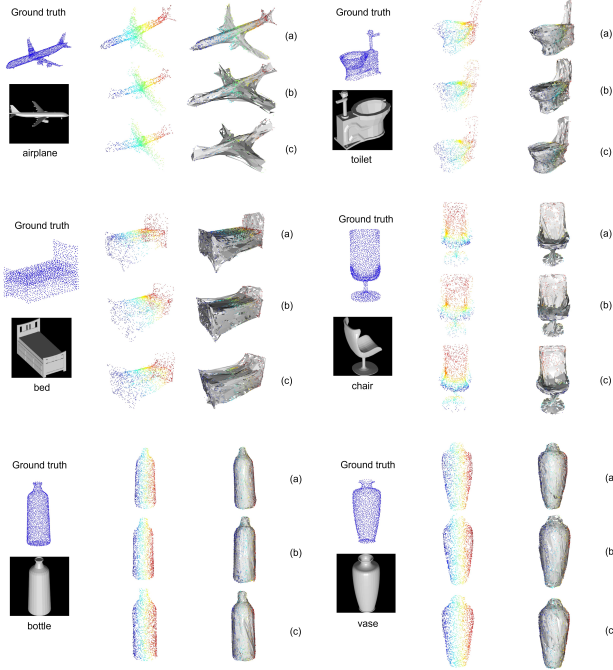 Ground truth
(a)
(b)
(c)
airplane
Ground truth
(a)
(b)
(c)
toilet
Ground truth
(a)
(b)
(c)
bed
Ground truth
(a)
(b)
(c)
chair
Ground truth
(a)
(b)
(c)
bottle
Ground truth
(a
(b
(c
vase